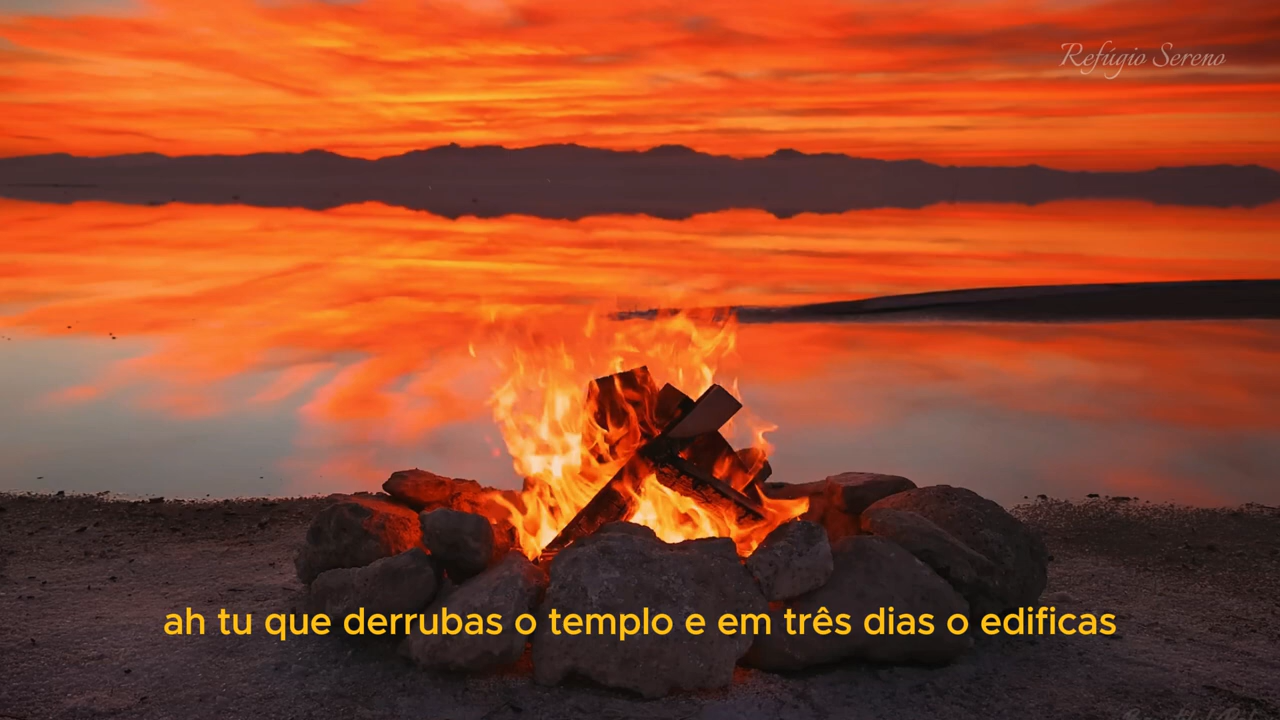 Refúgio Sereno
ah tu que derrubas o templo e em três dias o edificas